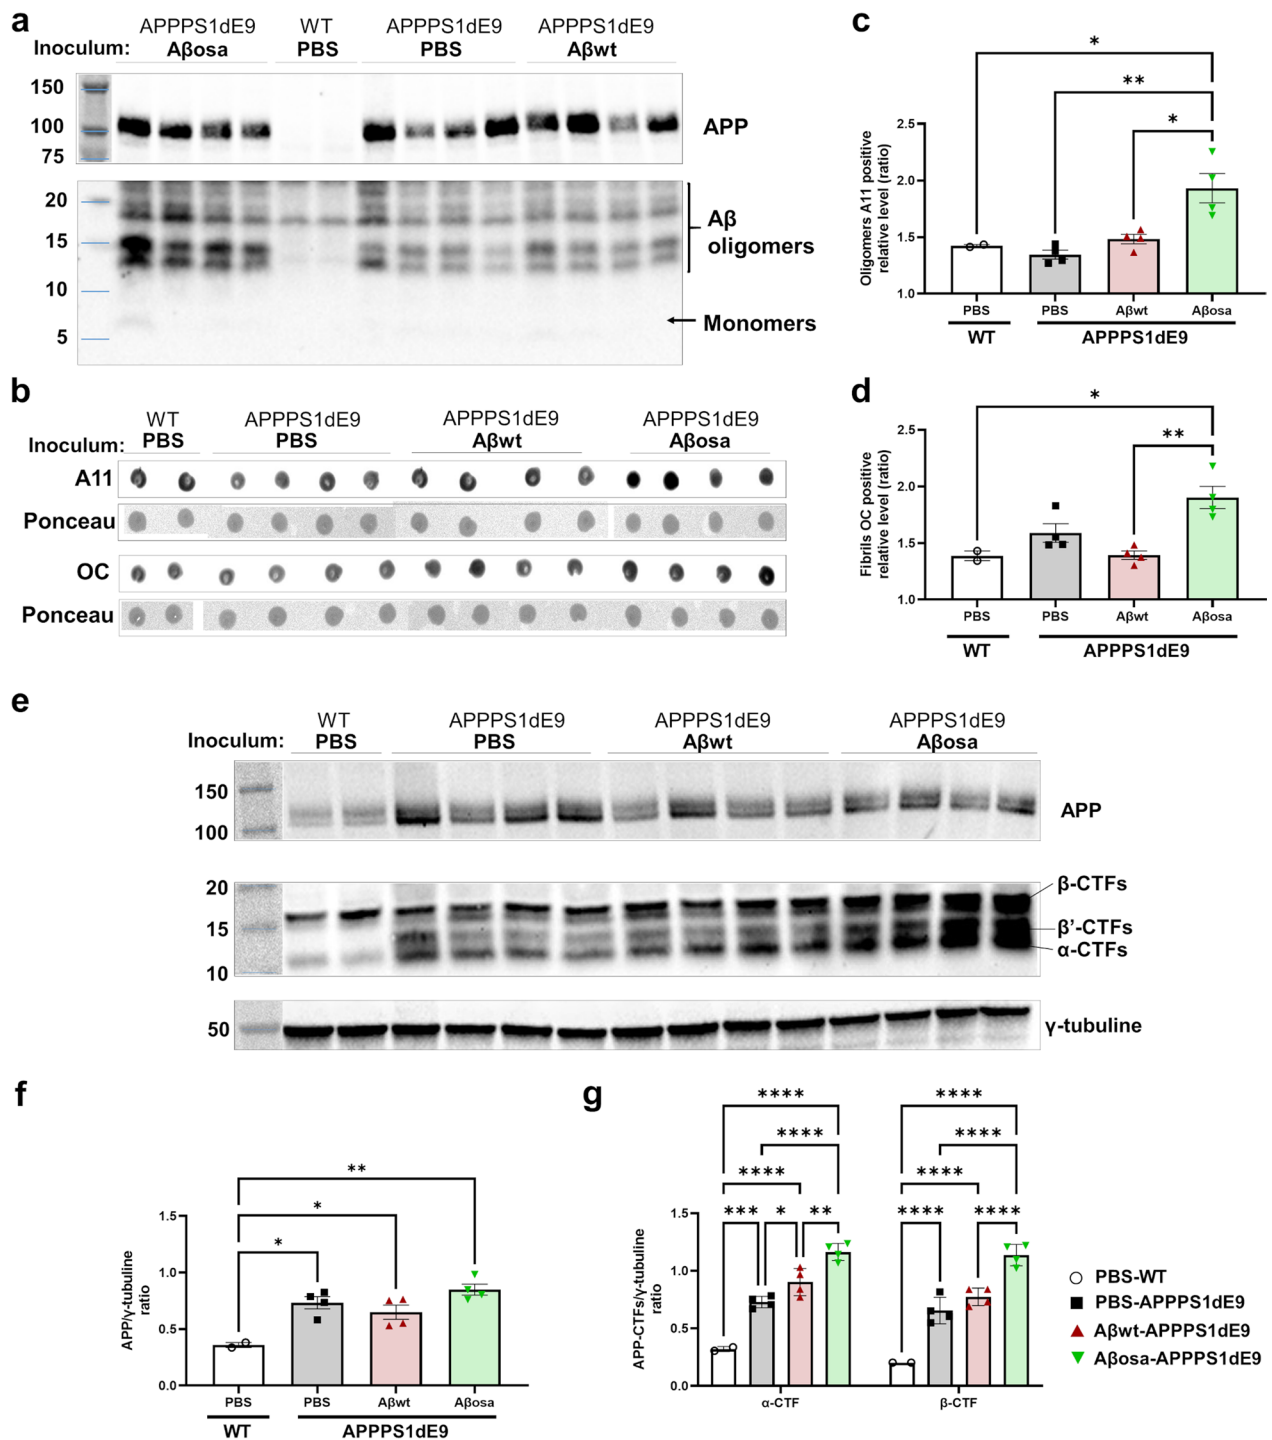 a
APPPS1dE9 WT APPPS1dE9 APPPS1dE9
Inoculum: Aβosa PBS PBS Aβwt
150
100
75
APP
20
15
10
5
Aβ
oligomers
Monomers
b
WT APPPS1dE9 APPPS1dE9 APPPS1dE9
Inoculum: PBS PBS Aβwt Aβosa
A11
Ponceau
OC
Ponceau
c
* ** *
Oligomers A11 positive
relative level (ratio)
2.5
2.0
1.5
1.0
PBS PBS Aβwt Aβosa
WT APPPS1dE9
d
* **
Fibrils OC positive
relative level (ratio)
2.5
2.0
1.5
1.0
PBS PBS Aβwt Aβosa
WT APPPS1dE9
e
WT APPPS1dE9 APPPS1dE9 APPPS1dE9
Inoculum: PBS PBS Aβwt Aβosa
150
100
APP
20
15
10
β-CTFs
β'-CTFs
α-CTFs
50
γ-tubuline
f
**
*
*
APP/γ-tubuline
ratio
1.5
1.0
0.5
0.0
PBS PBS Aβwt Aβosa
WT APPPS1dE9
g
**** ****
**** ****
**** ****
*** * ** **** ****
APP-CTFs/γ-tubuline
ratio
1.5
1.0
0.5
0.0
α-CTF β-CTF
PBS-WT
PBS-APPPS1dE9
Aβwt-APPPS1dE9
Aβosa-APPPS1dE9